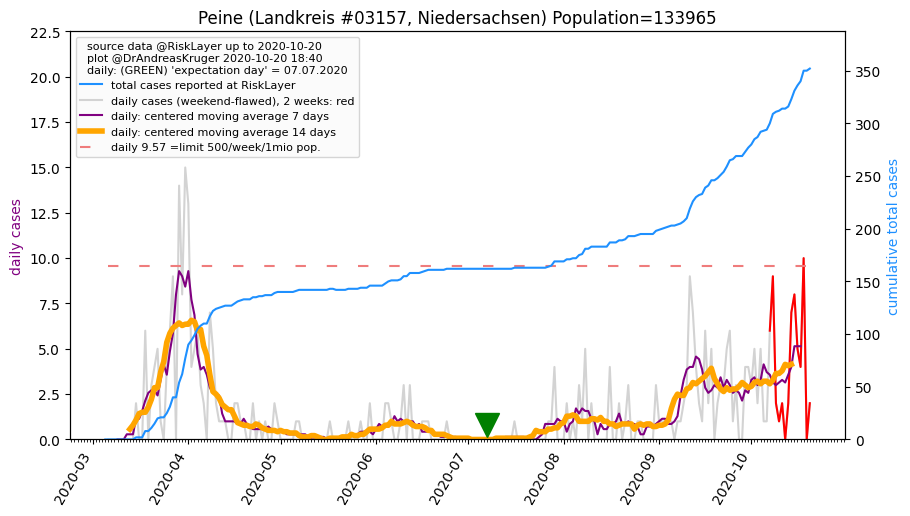 Peine (Landkreis #03157, Niedersachsen) Population=133965
source data @RiskLayer up to 2020-10-20
plot @DrAndreasKruger 2020-10-20 18:40
daily: (GREEN) 'expectation day' = 07.07.2020
total cases reported at RiskLayer
daily cases (weekend-flawed), 2 weeks: red
daily: centered moving average 7 days
daily: centered moving average 14 days
daily 9.57 =limit 500/week/1mio pop.
daily cases
22.5
20.0
17.5
15.0
12.5
10.0
7.5
5.0
2.5
0.0
cumulative total cases
350
300
250
200
150
100
50
0
2020-03
2020-04
2020-05
2020-06
2020-07
2020-08
2020-09
2020-10